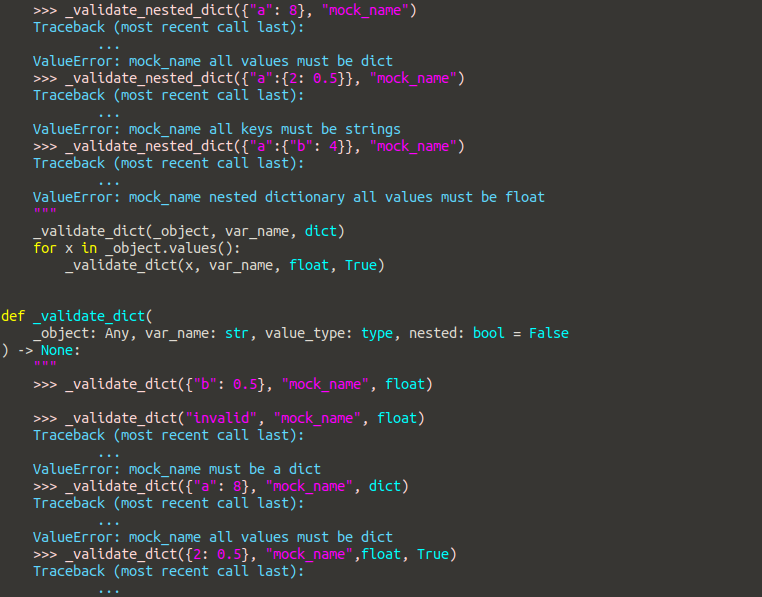 >>> _validate_nested_dict({"a": 8}, "mock_name")
Traceback (most recent call last):
...
ValueError: mock_name all values must be dict
>>> _validate_nested_dict({"a":{2: 0.5}}, "mock_name")
Traceback (most recent call last):
...
ValueError: mock_name all keys must be strings
>>> _validate_nested_dict({"a":{"b": 4}}, "mock_name")
Traceback (most recent call last):
...
ValueError: mock_name nested dictionary all values must be float
"""
_validate_dict(_object, var_name, dict)
for x in _object.values():
_validate_dict(x, var_name, float, True)
def _validate_dict(
_object: Any, var_name: str, value_type: type, nested: bool = False
) -> None:
"""
>>> _validate_dict({"b": 0.5}, "mock_name", float)
>>> _validate_dict("invalid", "mock_name", float)
Traceback (most recent call last):
...
ValueError: mock_name must be a dict
>>> _validate_dict({"a": 8}, "mock_name", dict)
Traceback (most recent call last):
...
ValueError: mock_name all values must be dict
>>> _validate_dict({2: 0.5}, "mock_name",float, True)
Traceback (most recent call last):
...